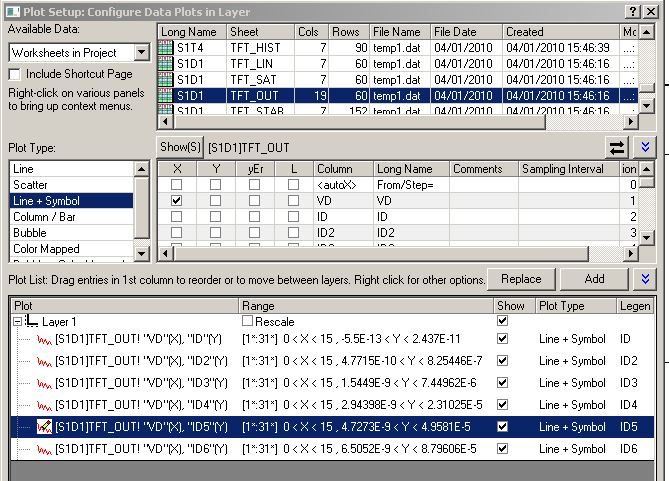 Plot Setup: Configure Data Plots in Layer
Available Data:
Worksheets in Project
Include Shortcut Page
Right-click on various panels
to bring up context menus.
Long Name Sheet Cols Rows File Name File Date Created Mo
S1T4 TFT_HIST 7 90 temp1.dat 04/01/2010 04/01/2010 15:46:39 ...:
S1D1 TFT_LIN 7 60 temp1.dat 04/01/2010 04/01/2010 15:46:16 ...:
S1D1 TFT_SAT 7 60 temp1.dat 04/01/2010 04/01/2010 15:46:16 ...:
S1D1 TFT_OUT 19 60 temp1.dat 04/01/2010 04/01/2010 15:46:16 ...:
S1D1 TFT_STAB 7 152 temp1.dat 04/01/2010 04/01/2010 15:46:16 ...:
Plot Type:
Line
Scatter
Line + Symbol
Column / Bar
Bubble
Color Mapped
Show(S) [S1D1]TFT_OUT
X Y yEr L Column Long Name Comments Sampling Interval ion
<autoX> From/Step= 0
VD VD 1
ID ID 2
ID2 ID2 3
Plot List: Drag entries in 1st column to reorder or to move between layers. Right click for other options. Replace Add
Plot Range Show Plot Type Legen
Layer 1 Rescale
[S1D1]TFT_OUT! "VD"(X), "ID"(Y) [1*:31*] 0 < X < 15 , -5.5E-13 < Y < 2.437E-11 Line + Symbol ID
[S1D1]TFT_OUT! "VD"(X), "ID2"(Y) [1*:31*] 0 < X < 15 , 4.7715E-10 < Y < 8.25446E-7 Line + Symbol ID2
[S1D1]TFT_OUT! "VD"(X), "ID3"(Y) [1*:31*] 0 < X < 15 , 1.5449E-9 < Y < 7.44962E-6 Line + Symbol ID3
[S1D1]TFT_OUT! "VD"(X), "ID4"(Y) [1*:31*] 0 < X < 15 , 2.94398E-9 < Y < 2.31025E-5 Line + Symbol ID4
[S1D1]TFT_OUT! "VD"(X), "ID5"(Y) [1*:31*] 0 < X < 15 , 4.7273E-9 < Y < 4.9581E-5 Line + Symbol ID5
[S1D1]TFT_OUT! "VD"(X), "ID6"(Y) [1*:31*] 0 < X < 15 , 6.5052E-9 < Y < 8.79606E-5 Line + Symbol ID6